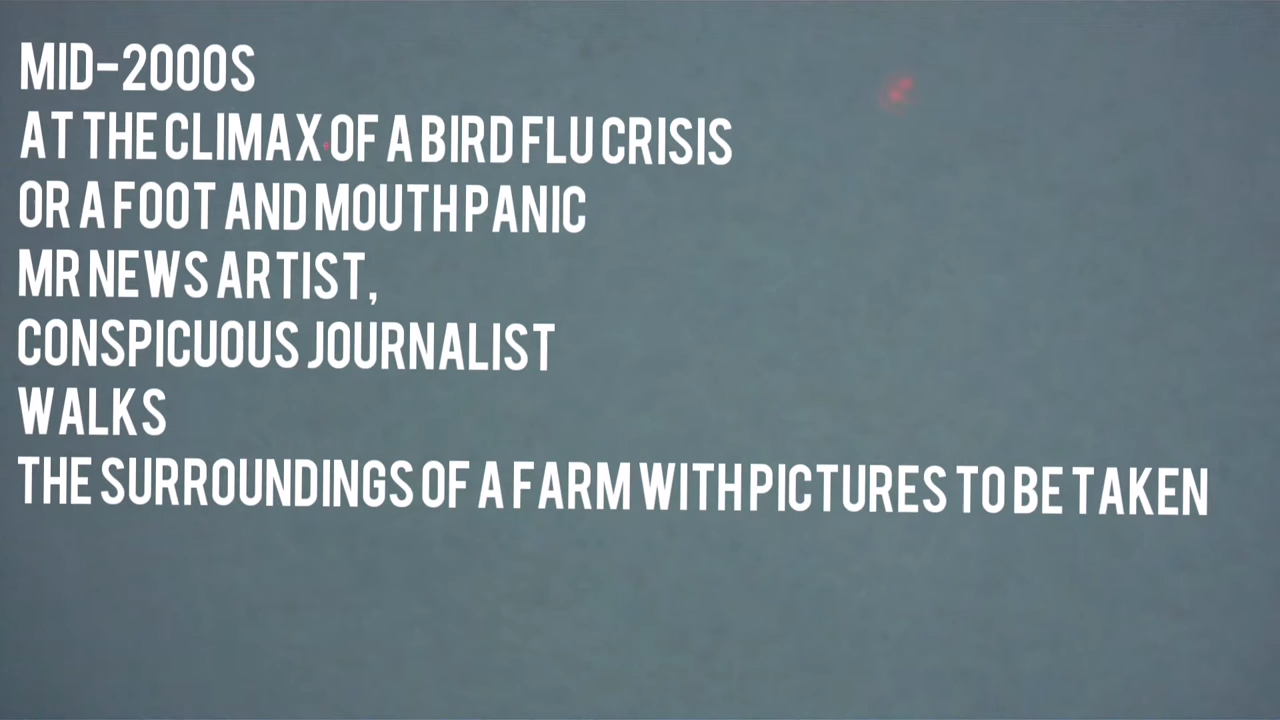 MID-2000S
AT THE CLIMAX OF A BIRD FLU CRISIS
OR A FOOT AND MOUTH PANIC
MR NEWS ARTIST,
CONSPICUOUS JOURNALIST
WALKS
THE SURROUNDINGS OF A FARM WITH PICTURES TO BE TAKEN